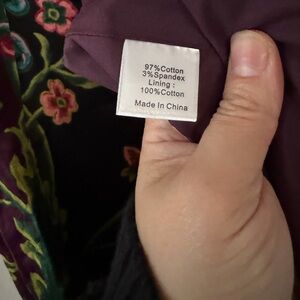 97%Cotton
3%Spandex
Lining :
100%Cotton
Made In China